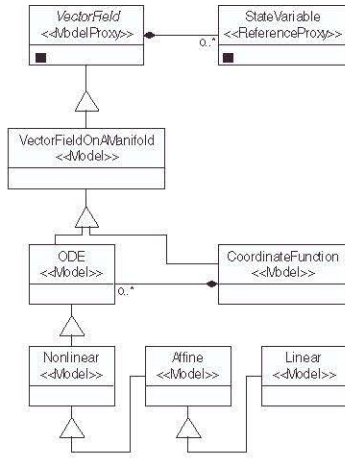 VectorField
<<ModelProxy>>
StateVariable
<<ReferenceProxy>>
0..*
VectorFieldOnAManifold
<<Model>>
ODE
<<Model>>
CoordinateFunction
<<Model>>
0..*
Nonlinear
<<Model>>
Affine
<<Model>>
Linear
<<Model>>